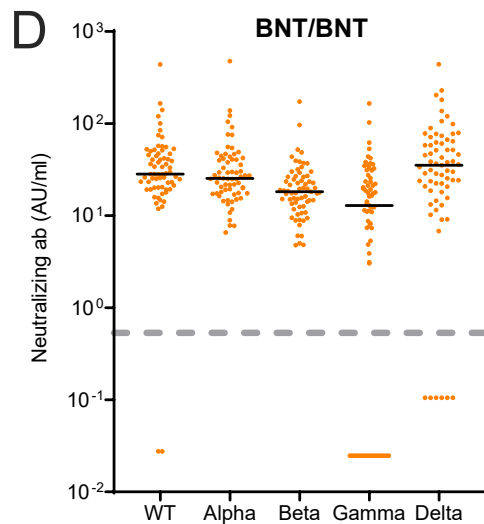 D
BNT/BNT
Neutralizing ab (AU/ml)
10³
10²
10¹
10⁰
10⁻¹
10⁻²
WT Alpha Beta Gamma Delta